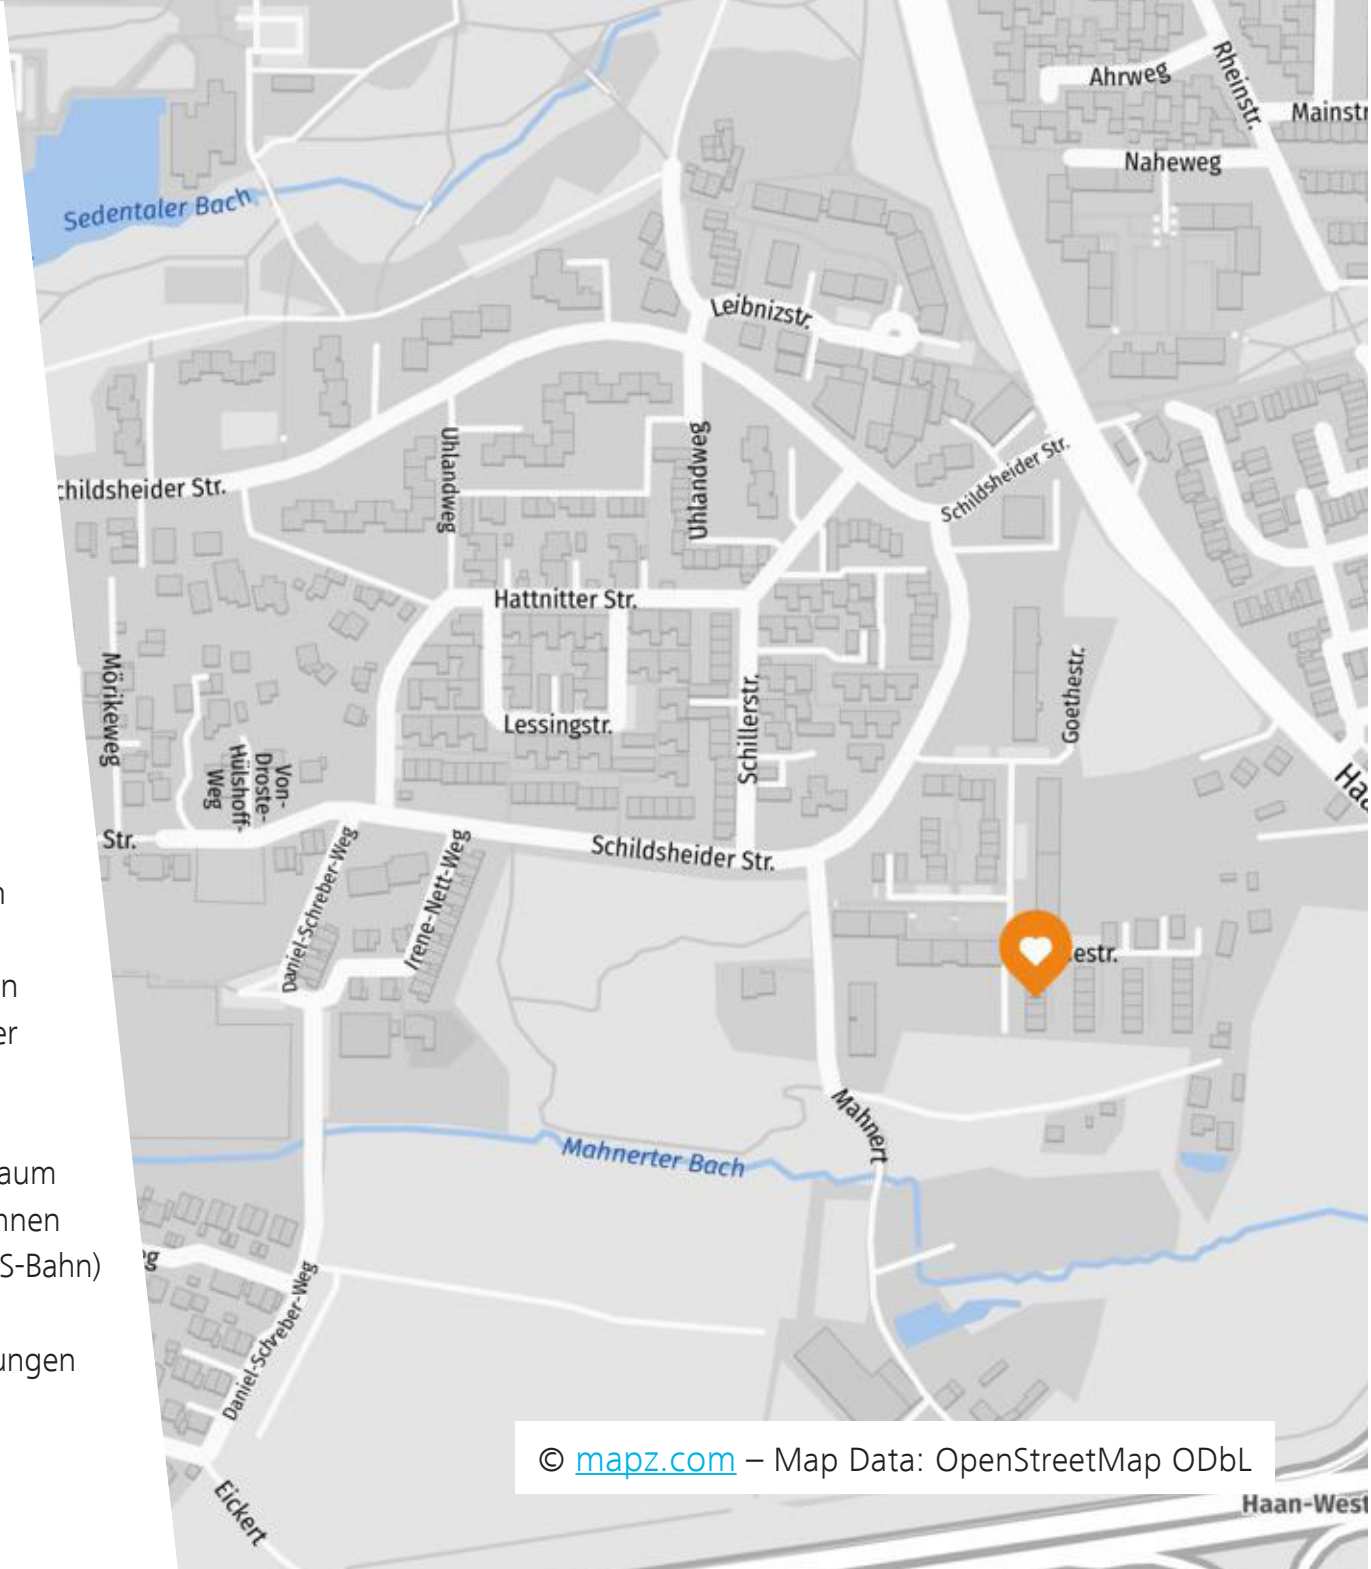 Ahrweg
Rheinstr.
Mainstr
Naheweg
Sedentaler Bach
Leibnizstr.
Uhlandweg
Uhlandweg
Schildsheider Str.
childsheider Str.
Hattnitter Str.
Mörikeweg
Goethestr.
Lessingstr.
Schillerstr.
Von-
Droste-
Hülshoff-
Weg
Haa
Str.
Schildsheider Str.
Daniel-Schreber-Weg
Irene-Nett-Weg
n
estr.
n
er
Mahnert
Mahnerter Bach
aum
nnen
S-Bahn)
eg
Daniel-Schreber-Weg
ungen
© mapz.com – Map Data: OpenStreetMap ODbL
Haan-West
Eickert